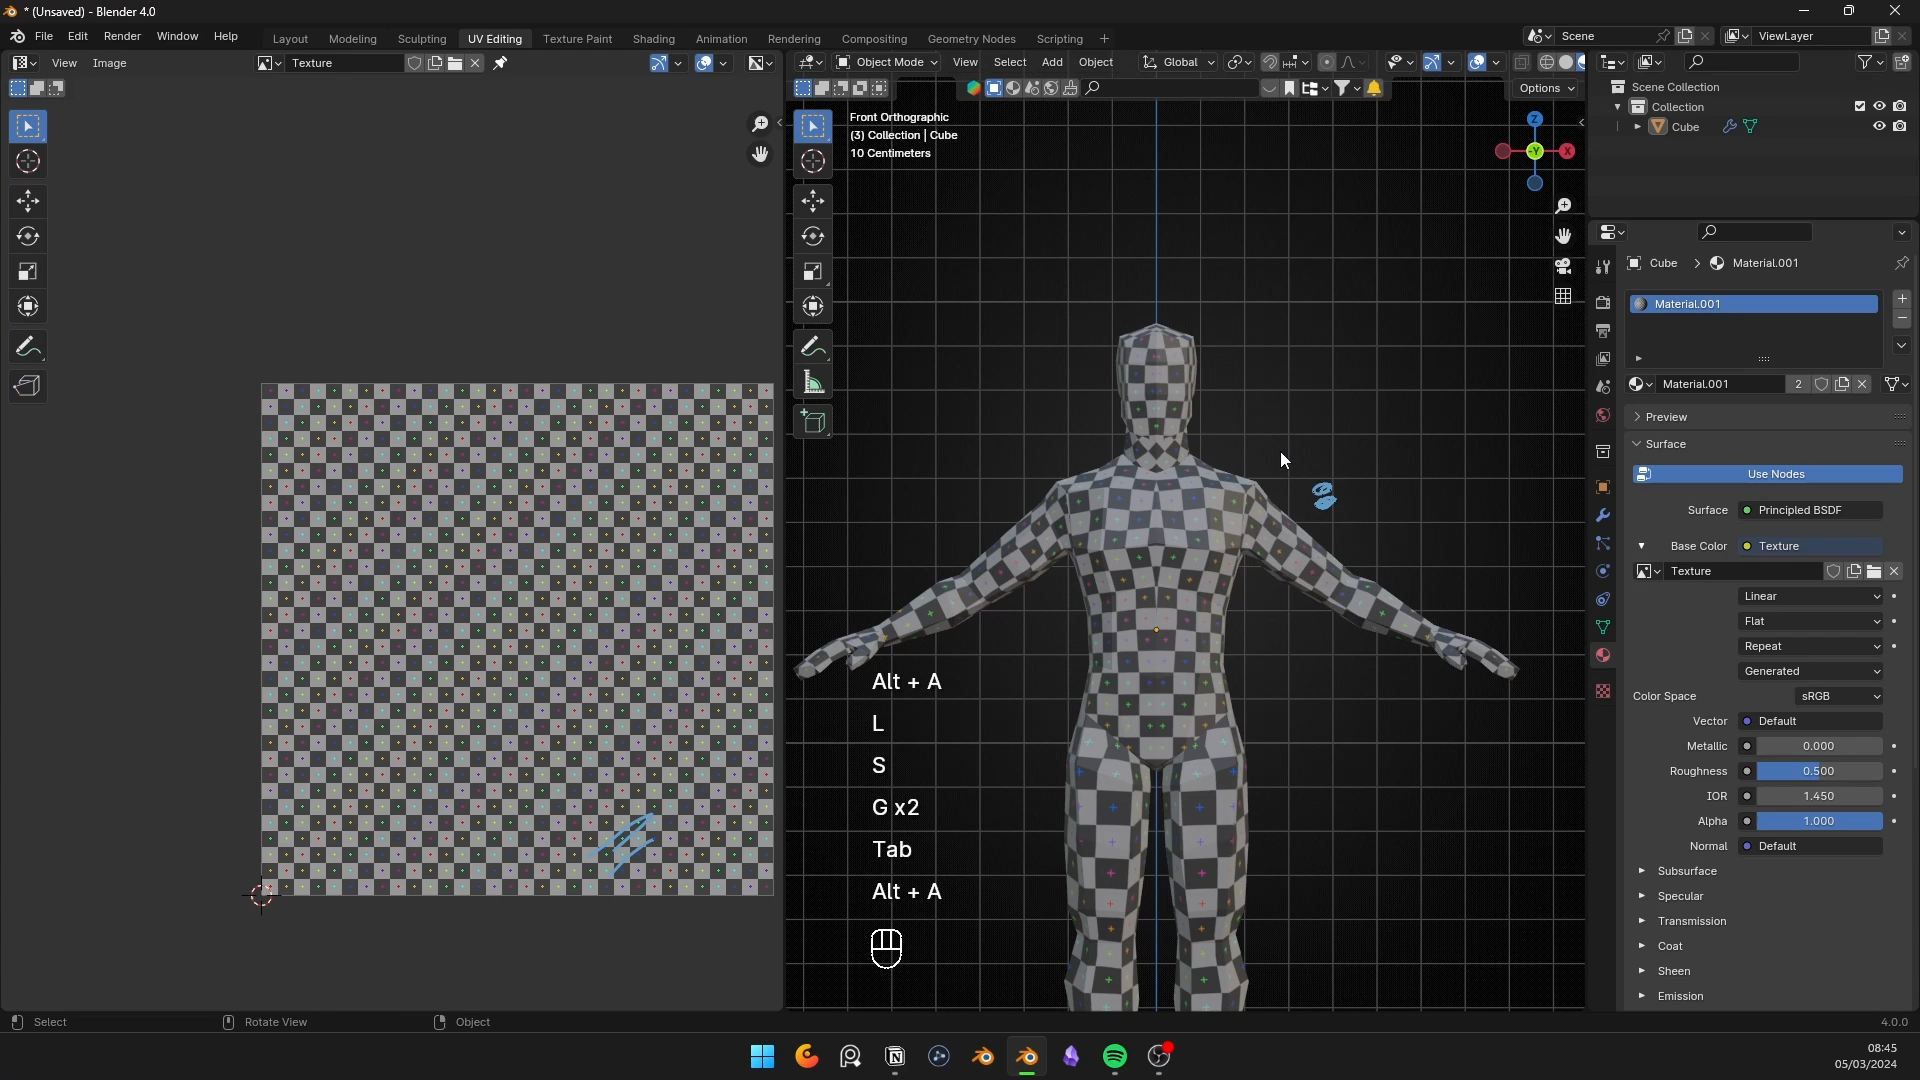 * (Unsaved) - Blender 4.0
File Edit Render Window Help
Layout Modeling Sculpting UV Editing Texture Paint Shading Animation Rendering Compositing Geometry Nodes Scripting +
Scene
ViewLayer
View Image
Texture
Object Mode View Select Add Object Global
Options
Front Orthographic
(3) Collection | Cube
10 Centimeters
Z
-Y
X
Scene Collection
Collection
Cube
Cube > Material.001
Material.001
Material.001 2
Preview
Surface
Use Nodes
Surface Principled BSDF
Base Color Texture
Texture
Linear
Flat
Repeat
Generated
Color Space sRGB
Vector Default
Metallic 0.000
Roughness 0.500
IOR 1.450
Alpha 1.000
Normal Default
Subsurface
Specular
Transmission
Coat
Sheen
Emission
Alt + A
L
S
G x2
Tab
Alt + A
Select Rotate View Object
4.0.0
08:45
05/03/2024